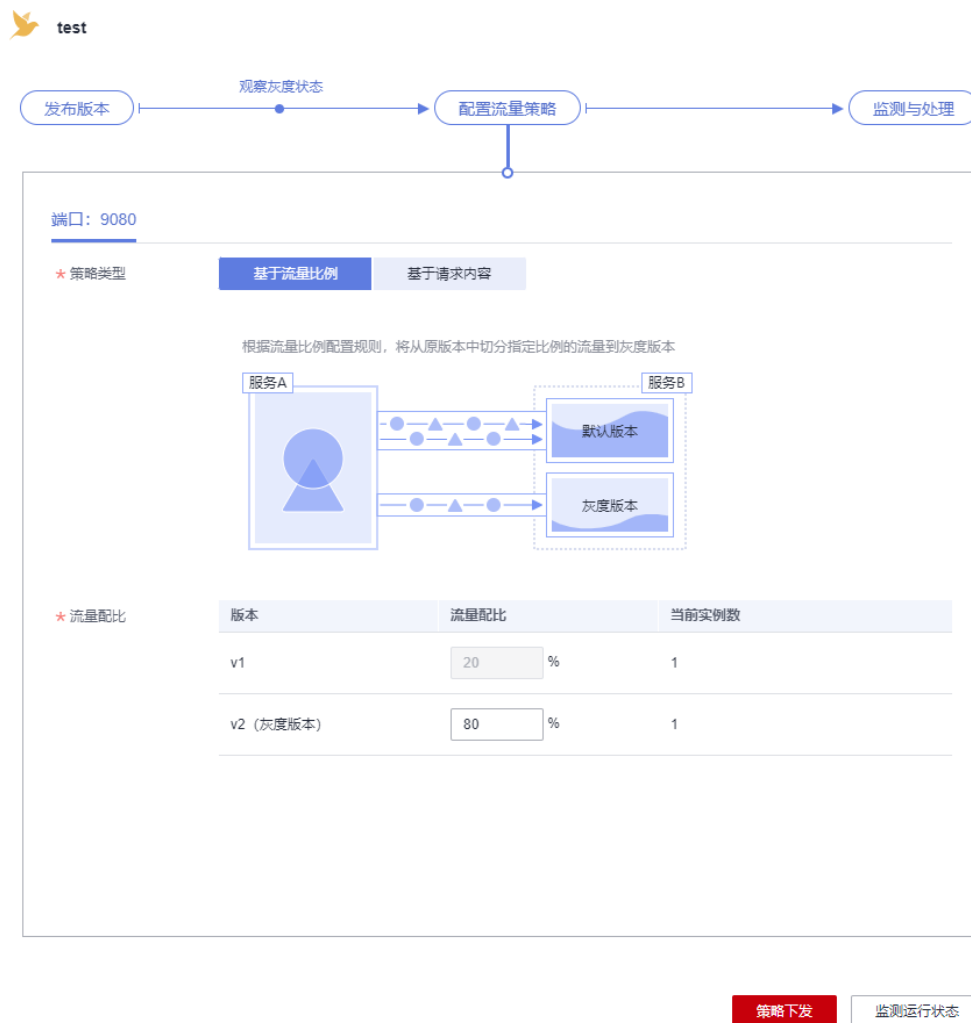 test
观察灰度状态
发布版本
配置流量策略
监测与处理
端口：9080
* 策略类型
基于流量比例
基于请求内容
根据流量比例配置规则，将从原版本中切分指定比例的流量到灰度版本
服务A
服务B
默认版本
灰度版本
* 流量配比
版本
流量配比
当前实例数
v1
20
%
1
v2（灰度版本）
80
%
1
策略下发
监测运行状态